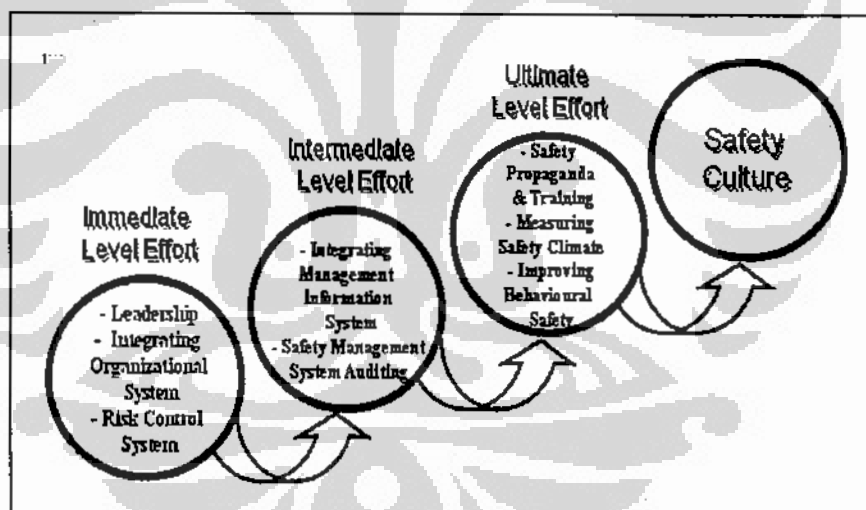 Immediate
Level Effort
- Leadership
- Integrating
Organizational
System
- Risk Control
System
Intermediate
Level Effort
- Integrating
Management
Information
System
- Safety Management
System Auditing
Ultimate
Level Effort
- Safety
Propaganda
& Training
- Measuring
Safety Climate
- Improving
Behavioural
Safety
Safety
Culture